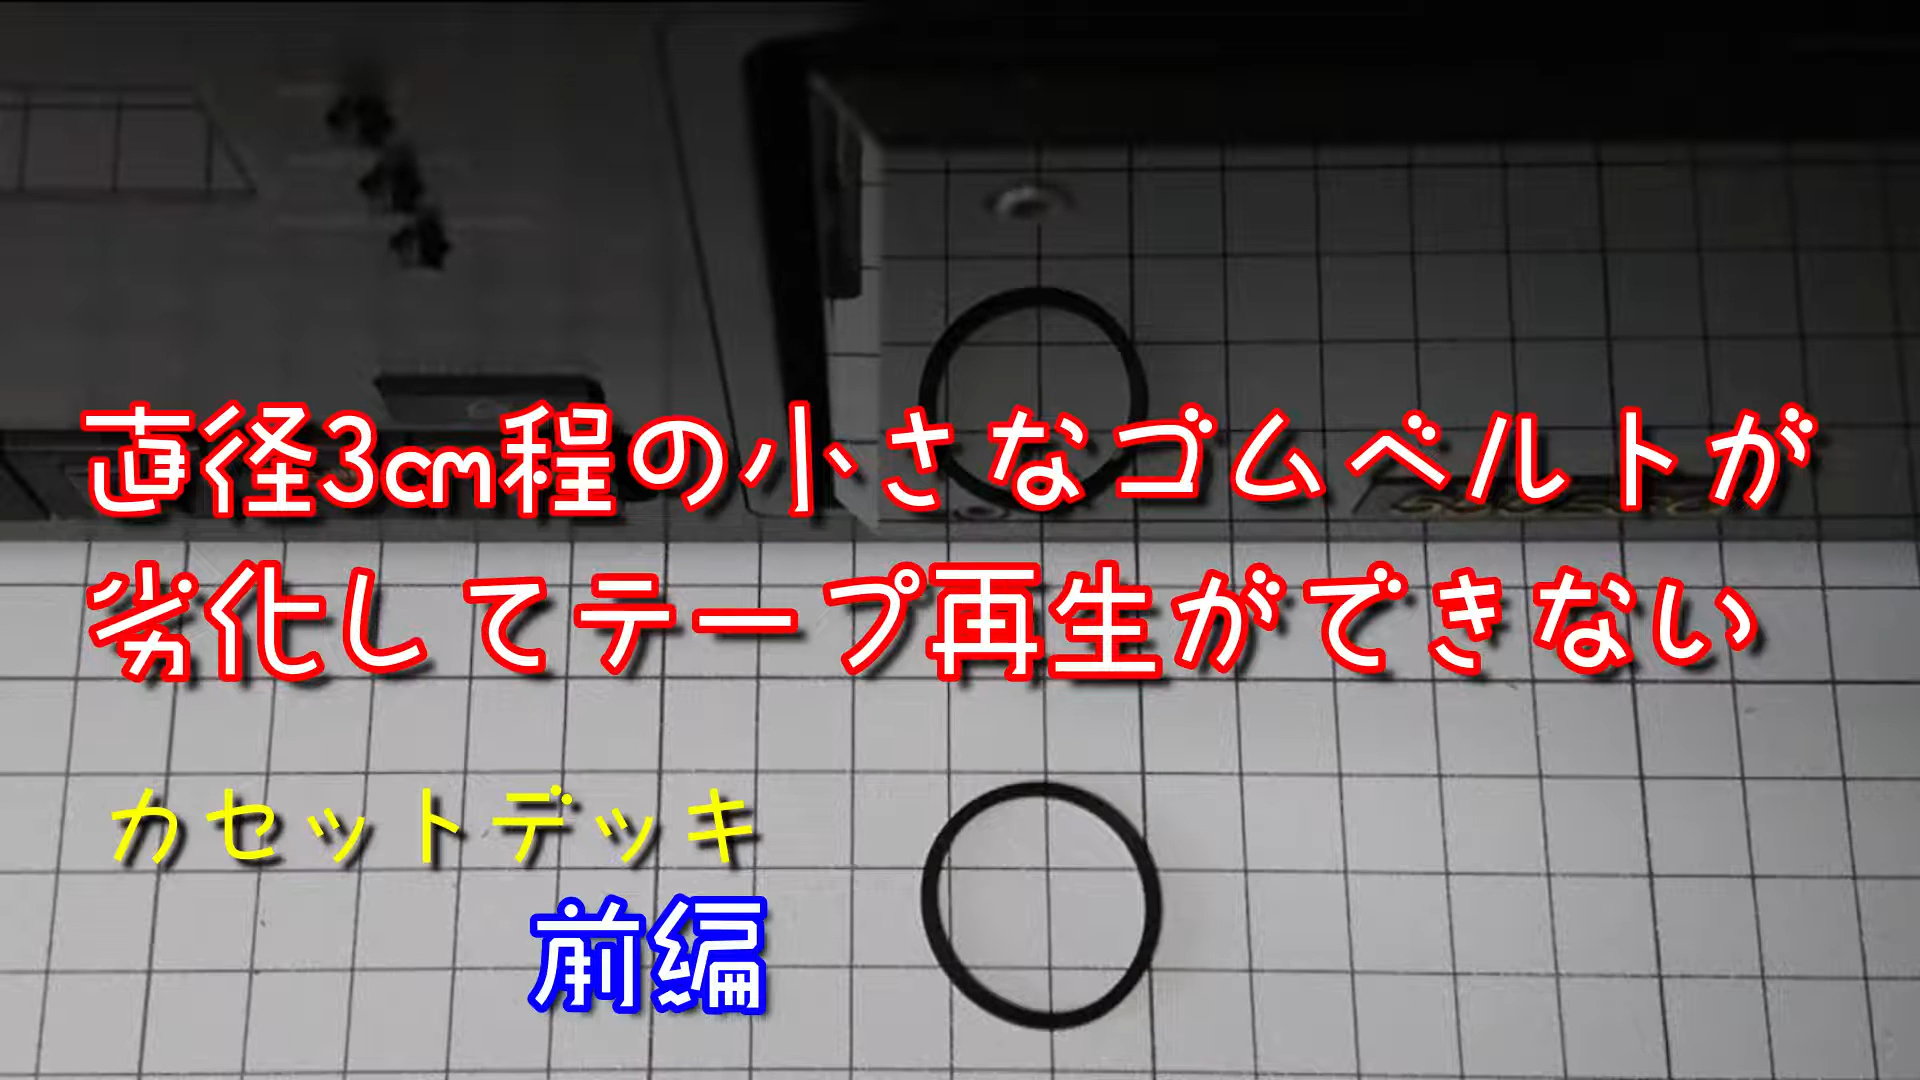 直径3cm程の小さなゴムベルトが
劣化してテープ再生ができない
カセットデッキ
前編